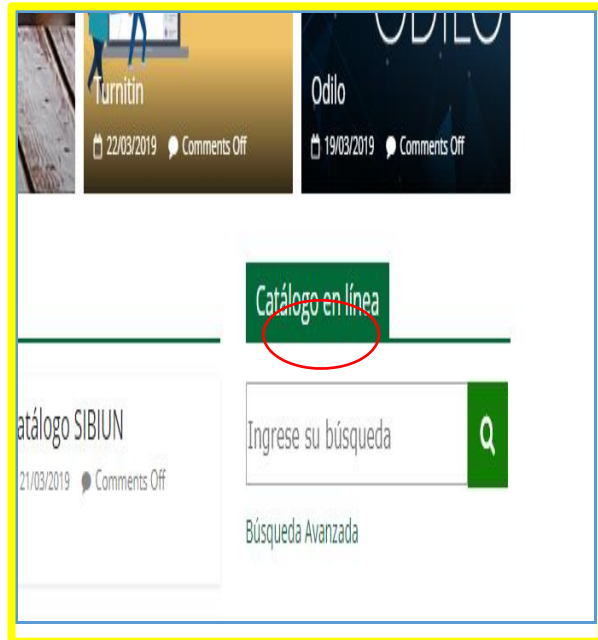 ODILO
Turnitin
22/03/2019 Comments Off
Odilo
19/03/2019 Comments Off
Catálogo en línea
atálogo SIBIUN
21/03/2019 Comments Off
Ingrese su búsqueda
Búsqueda Avanzada